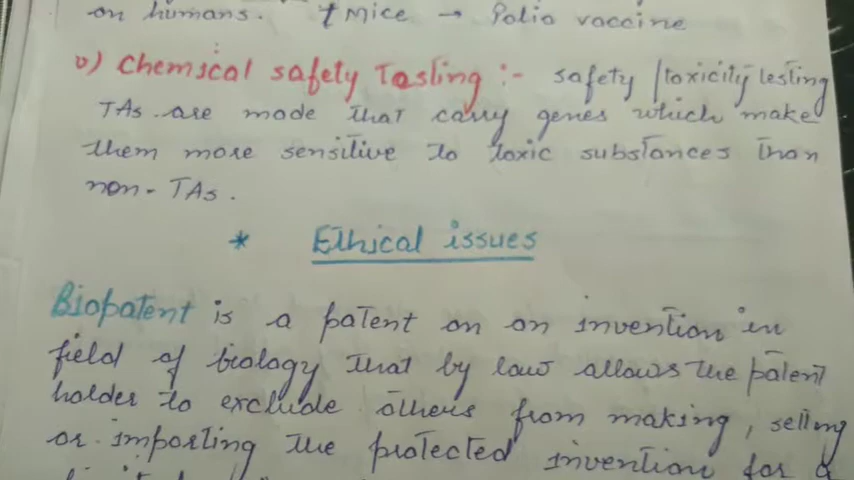 on humans. ↑ Mice → Polio vaccine
v) Chemical safety Tasling :- safety /toxicity testing
TAs are made that carry genes which make
them more sensitive to toxic substances than
non-TAs.
* Ethical issues
Biopatent is a patent on an invention in
field of biology that by law allows the patent
holder to exclude others from making, selling
or importing the protected invention for a